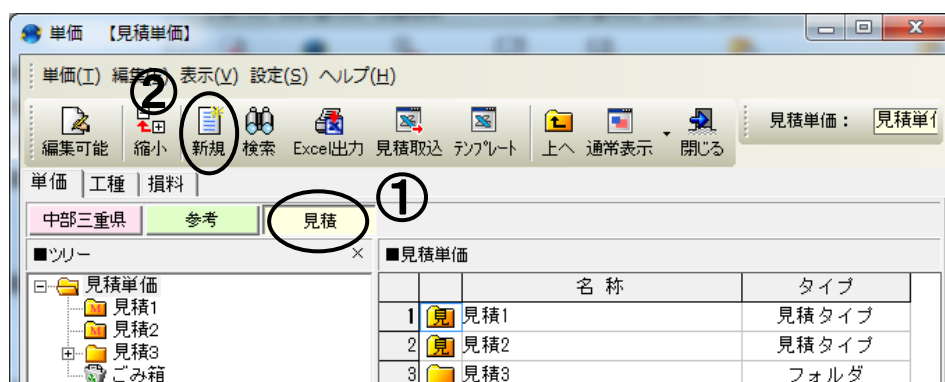 単価 【見積単価】
単価(T) 編集 表示(V) 設定(S) ヘルプ(H)
②
編集可能 縮小 新規 検索 Excel出力 見積取込 テンプレート 上へ 通常表示 閉じる 見積単価:
単価 工種 損料
①
中部三重県 参考 見積
■ツリー × ■見積単価
見積単価 名 称 タイプ
見積1 1 見 見積1 見積タイプ
見積2 2 見 見積2 見積タイプ
見積3 3 見積3 フォルダ
ごみ箱